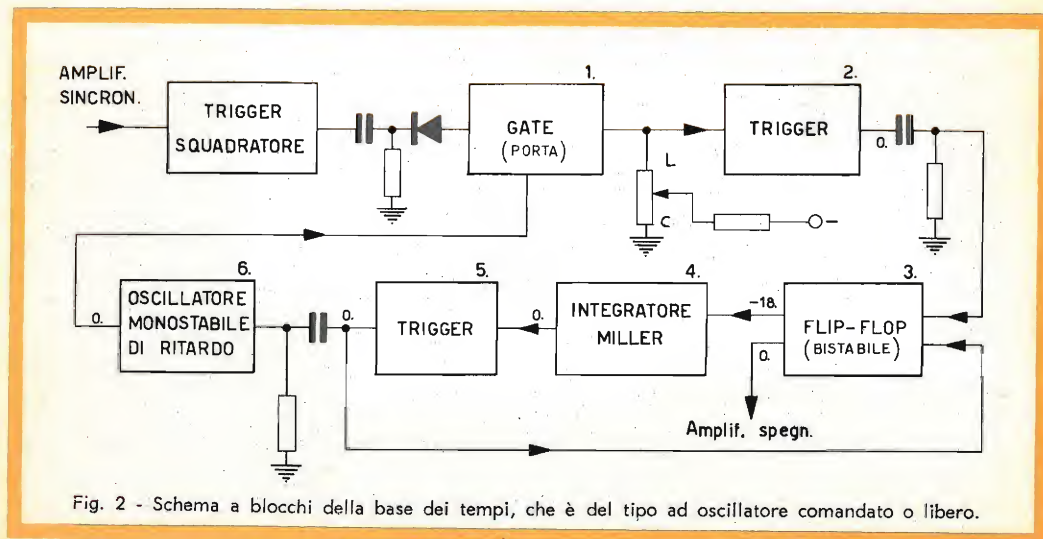 AMPLIF.
SINCRON.
TRIGGER
SQUADRATORE
1.
GATE
(PORTA)
2.
TRIGGER
0.
L
C
-
6.
OSCILLATORE
MONOSTABILE
DI RITARDO
0.
5.
TRIGGER
0.
4.
INTEGRATORE
MILLER
0.
3.
FLIP-FLOP
(BISTABILE)
-18.
0.
Amplif. spegn.
Fig. 2 - Schema a blocchi della base dei tempi, che è del tipo ad oscillatore comandato o libero.